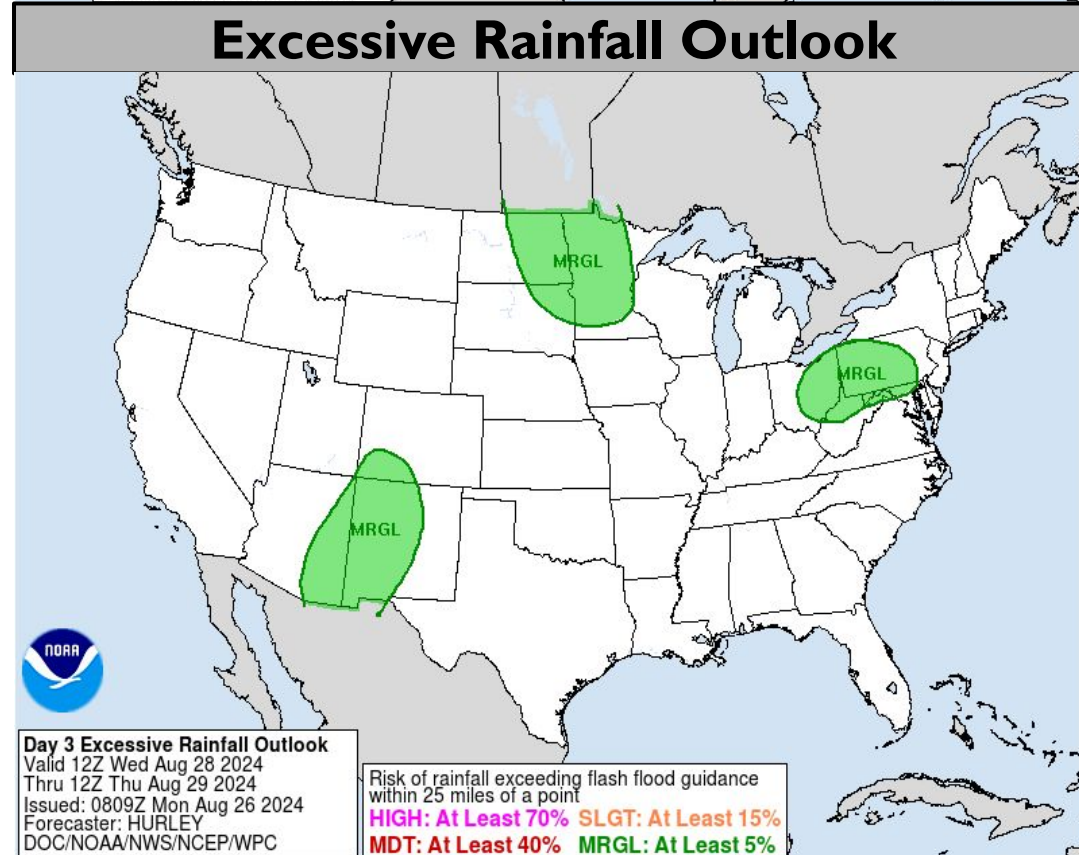 Excessive Rainfall Outlook
MRGL
MRGL
MRGL
NOAA
Day 3 Excessive Rainfall Outlook
Valid 12Z Wed Aug 28 2024
Thru 12Z Thu Aug 29 2024
Issued: 0809Z Mon Aug 26 2024
Forecaster: HURLEY
DOC/NOAA/NWS/NCEP/WPC
Risk of rainfall exceeding flash flood guidance
within 25 miles of a point
HIGH: At Least 70% SLGT: At Least 15%
MDT: At Least 40% MRGL: At Least 5%